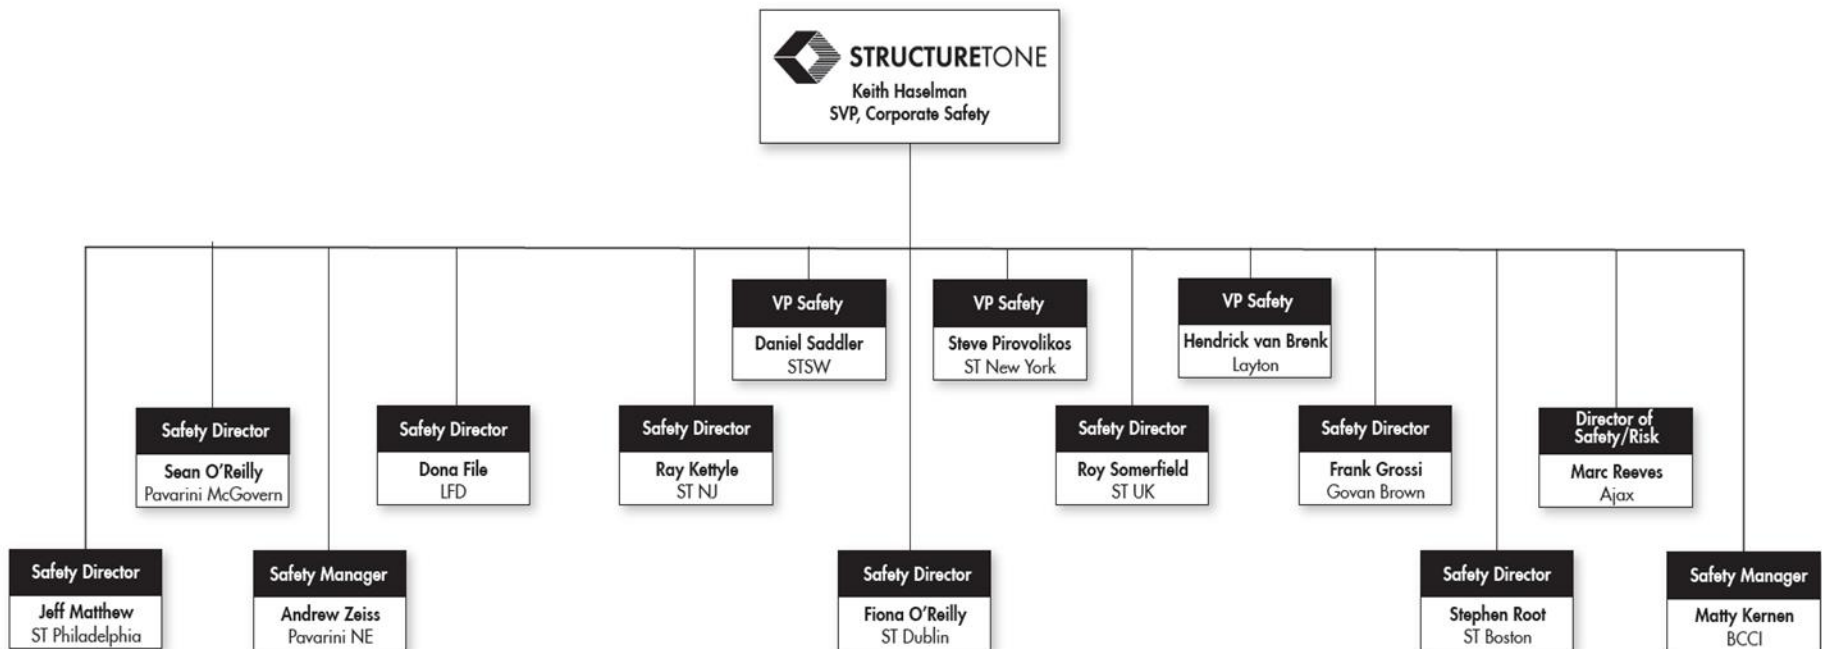 STRUCTURETONE
Keith Haselman
SVP, Corporate Safety
VP Safety
Daniel Saddler
STSW
VP Safety
Steve Pirovolikos
ST New York
VP Safety
Hendrick van Brenk
Layton
Safety Director
Sean O'Reilly
Pavarini McGovern
Safety Director
Dona File
LFD
Safety Director
Ray Kettyle
ST NJ
Safety Director
Roy Somerfield
ST UK
Safety Director
Frank Grossi
Govan Brown
Director of
Safety/Risk
Marc Reeves
Ajax
Safety Director
Jeff Matthew
ST Philadelphia
Safety Manager
Andrew Zeiss
Pavarini NE
Safety Director
Fiona O'Reilly
ST Dublin
Safety Director
Stephen Root
ST Boston
Safety Manager
Matty Kernen
BCCI